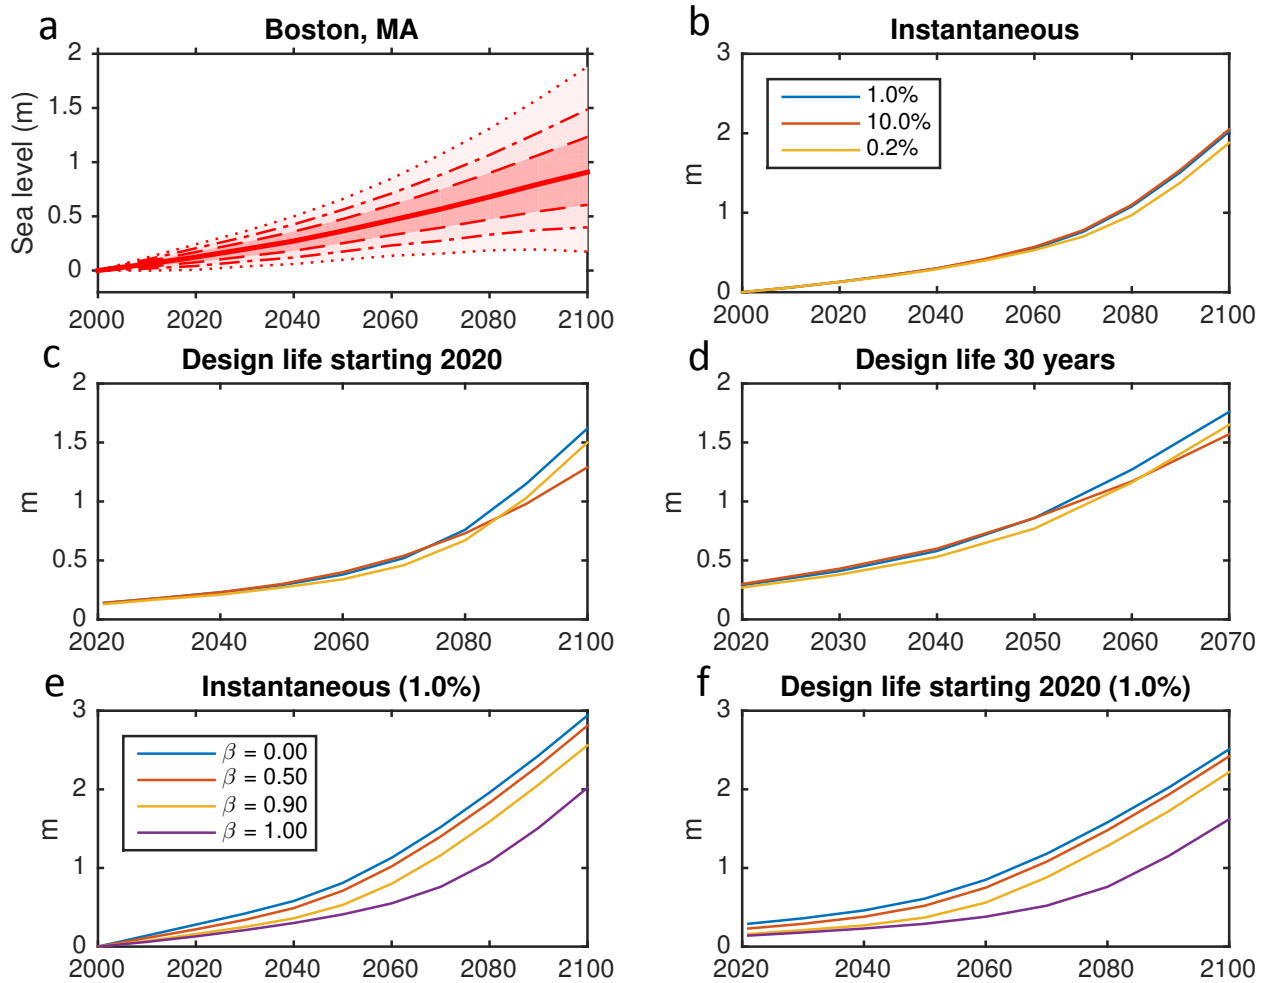 a
Boston, MA
Sea level (m)
2
1.5
1
0.5
0
2000 2020 2040 2060 2080 2100
b
Instantaneous
m
3
2
1
0
1.0%
10.0%
0.2%
2000 2020 2040 2060 2080 2100
c
Design life starting 2020
m
2
1.5
1
0.5
0
2020 2040 2060 2080 2100
d
Design life 30 years
m
2
1.5
1
0.5
0
2020 2030 2040 2050 2060 2070
e
Instantaneous (1.0%)
m
3
2
1
0
β = 0.00
β = 0.50
β = 0.90
β = 1.00
2000 2020 2040 2060 2080 2100
f
Design life starting 2020 (1.0%)
m
3
2
1
0
2020 2040 2060 2080 2100